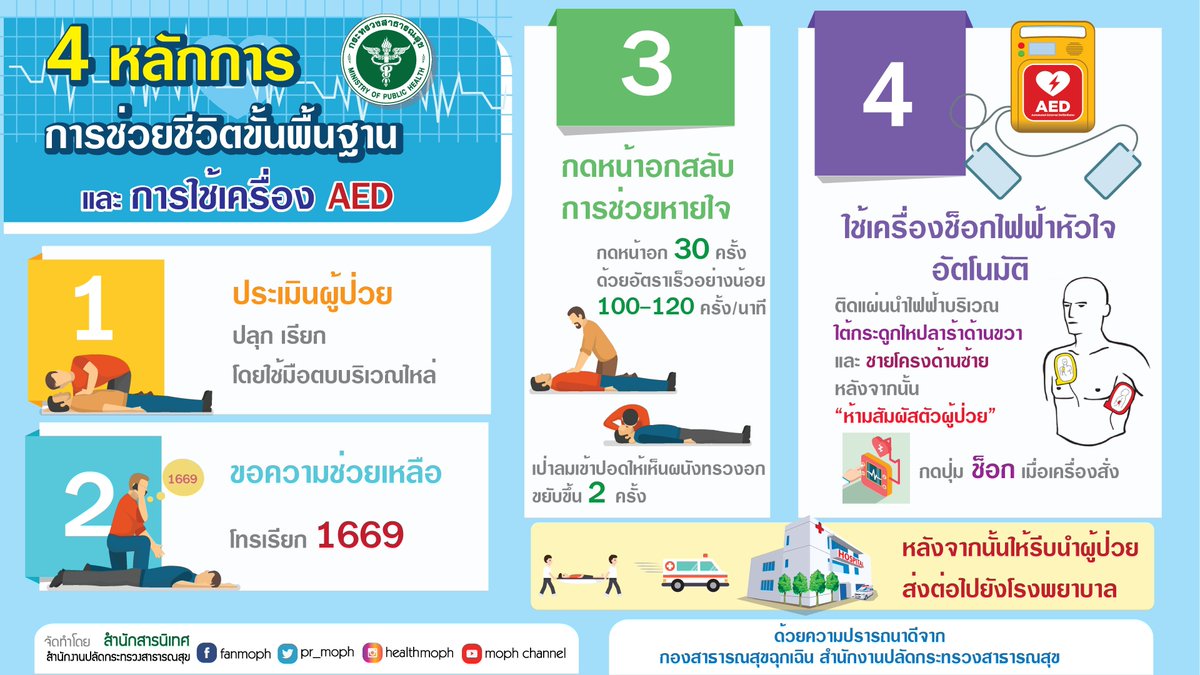 4 หลักการ
การช่วยชีวิตขั้นพื้นฐาน
และ การใช้เครื่อง AED
กระทรวงสาธารณสุข
MINISTRY OF PUBLIC HEALTH
1
ประเมินผู้ป่วย
ปลุก เรียก
โดยใช้มือตบบริเวณไหล่
2
1669
ขอความช่วยเหลือ
โทรเรียก 1669
3
กดหน้าอกสลับ
การช่วยหายใจ
กดหน้าอก 30 ครั้ง
ด้วยอัตราเร็วอย่างน้อย
100-120 ครั้ง/นาที
เป่าลมเข้าปอดให้เห็นผนังทรวงอก
ขยับขึ้น 2 ครั้ง
4
AED
Automated External Defibrillator
ใช้เครื่องช็อกไฟฟ้าหัวใจ
อัตโนมัติ
ติดแผ่นนำไฟฟ้าบริเวณ
ใต้กระดูกไหปลาร้าด้านขวา
และ ชายโครงด้านซ้าย
หลังจากนั้น
“ห้ามสัมผัสตัวผู้ป่วย”
กดปุ่ม ช็อก เมื่อเครื่องสั่ง
HOSPITAL
หลังจากนั้นให้รีบนำผู้ป่วย
ส่งต่อไปยังโรงพยาบาล
จัดทำโดย สำนักสารนิเทศ
สำนักงานปลัดกระทรวงสาธารณสุข
fanmoph
pr_moph
healthmoph
moph channel
ด้วยความปรารถนาดีจาก
กองสาธารณสุขฉุกเฉิน สำนักงานปลัดกระทรวงสาธารณสุข